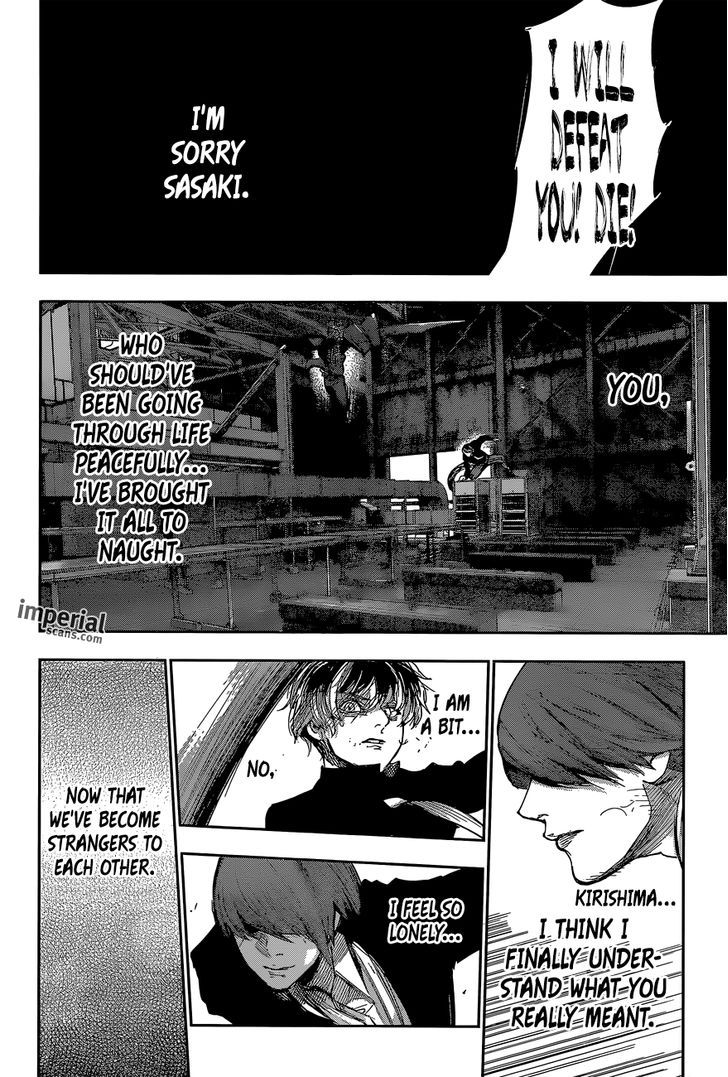 I WILL
DEFEAT
YOU! DIE!
I'M
SORRY
SASAKI.
YOU,
WHO
SHOULD'VE
BEEN GOING
THROUGH LIFE
PEACEFULLY...
I'VE BROUGHT
IT ALL TO
NAUGHT.
imperial
scans.com
KIRISHIMA...
I THINK I
FINALLY UNDER-
STAND WHAT YOU
REALLY MEANT.
I AM
A BIT...
NO,
I FEEL SO
LONELY...
NOW THAT
WE'VE BECOME
STRANGERS TO
EACH OTHER.